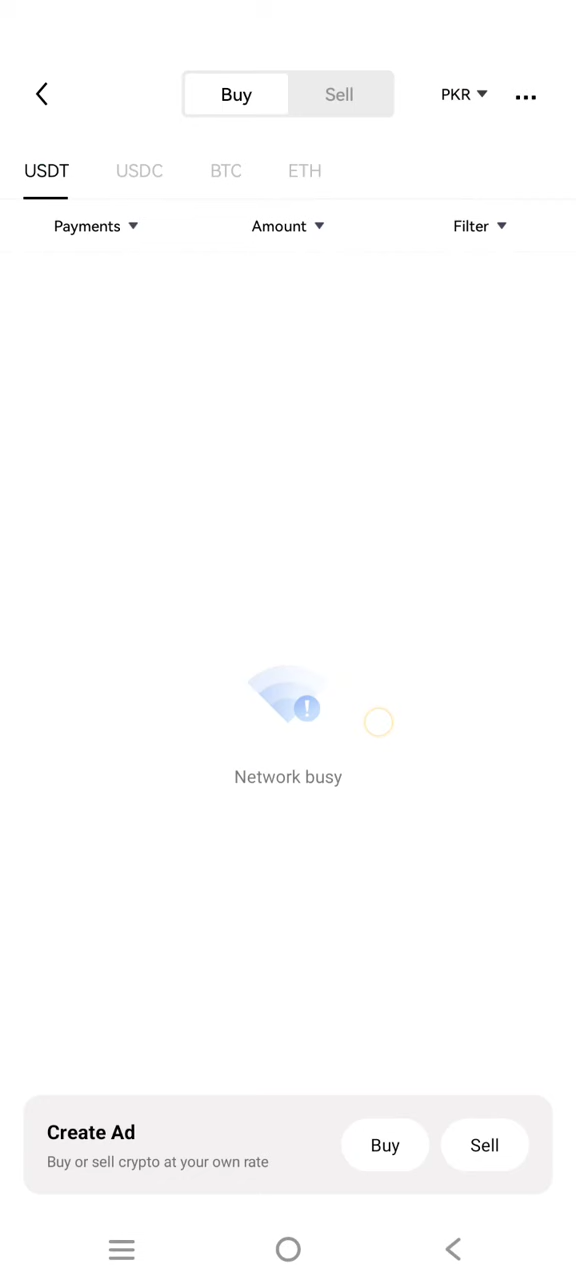 Buy Sell PKR ...
USDT USDC BTC ETH
Payments Amount Filter
Network busy
Create Ad
Buy or sell crypto at your own rate
Buy Sell